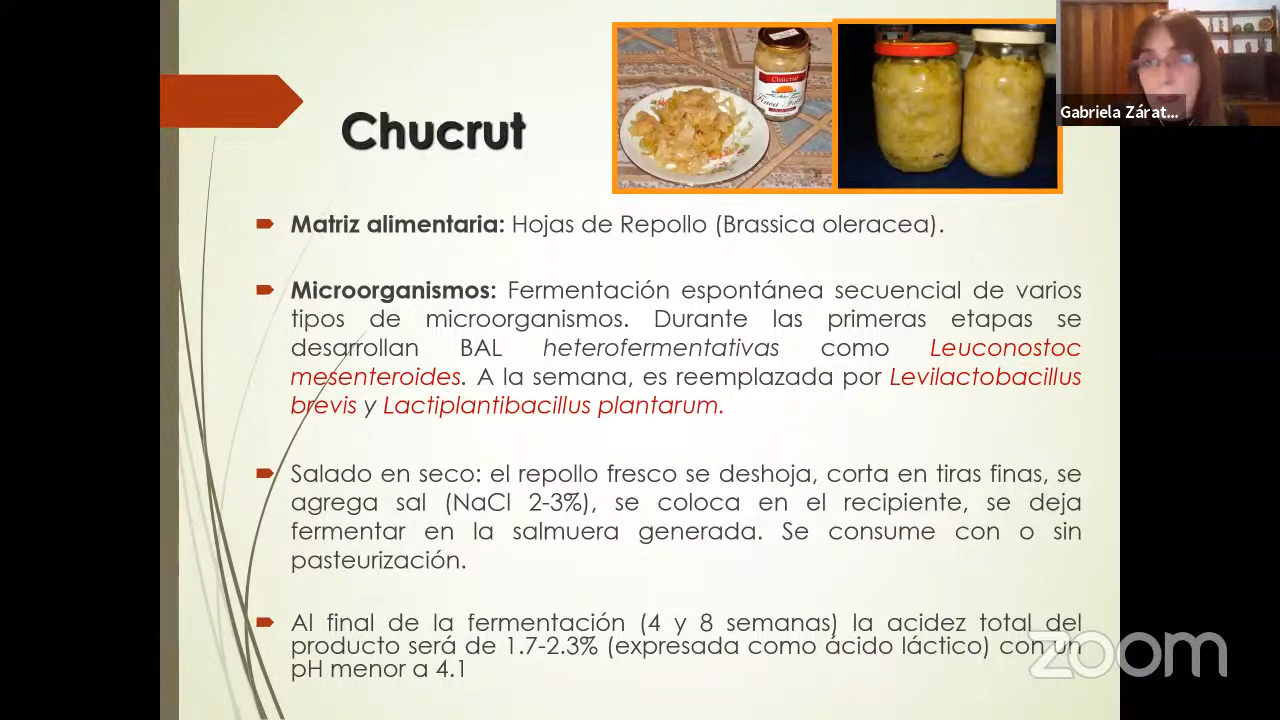 Chucrut
Chucrut
Gabriela Zárat...
Matriz alimentaria: Hojas de Repollo (Brassica oleracea).
Microorganismos: Fermentación espontánea secuencial de varios
tipos de microorganismos. Durante las primeras etapas se
desarrollan BAL heterofermentativas como Leuconostoc
mesenteroides. A la semana, es reemplazada por Levilactobacillus
brevis y Lactiplantibacillus plantarum.
Salado en seco: el repollo fresco se deshoja, corta en tiras finas, se
agrega sal (NaCl 2-3%), se coloca en el recipiente, se deja
fermentar en la salmuera generada. Se consume con o sin
pasteurización.
Al final de la fermentación (4 y 8 semanas) la acidez total del
producto será de 1.7-2.3% (expresada como ácido láctico) con un
pH menor a 4.1
zoom